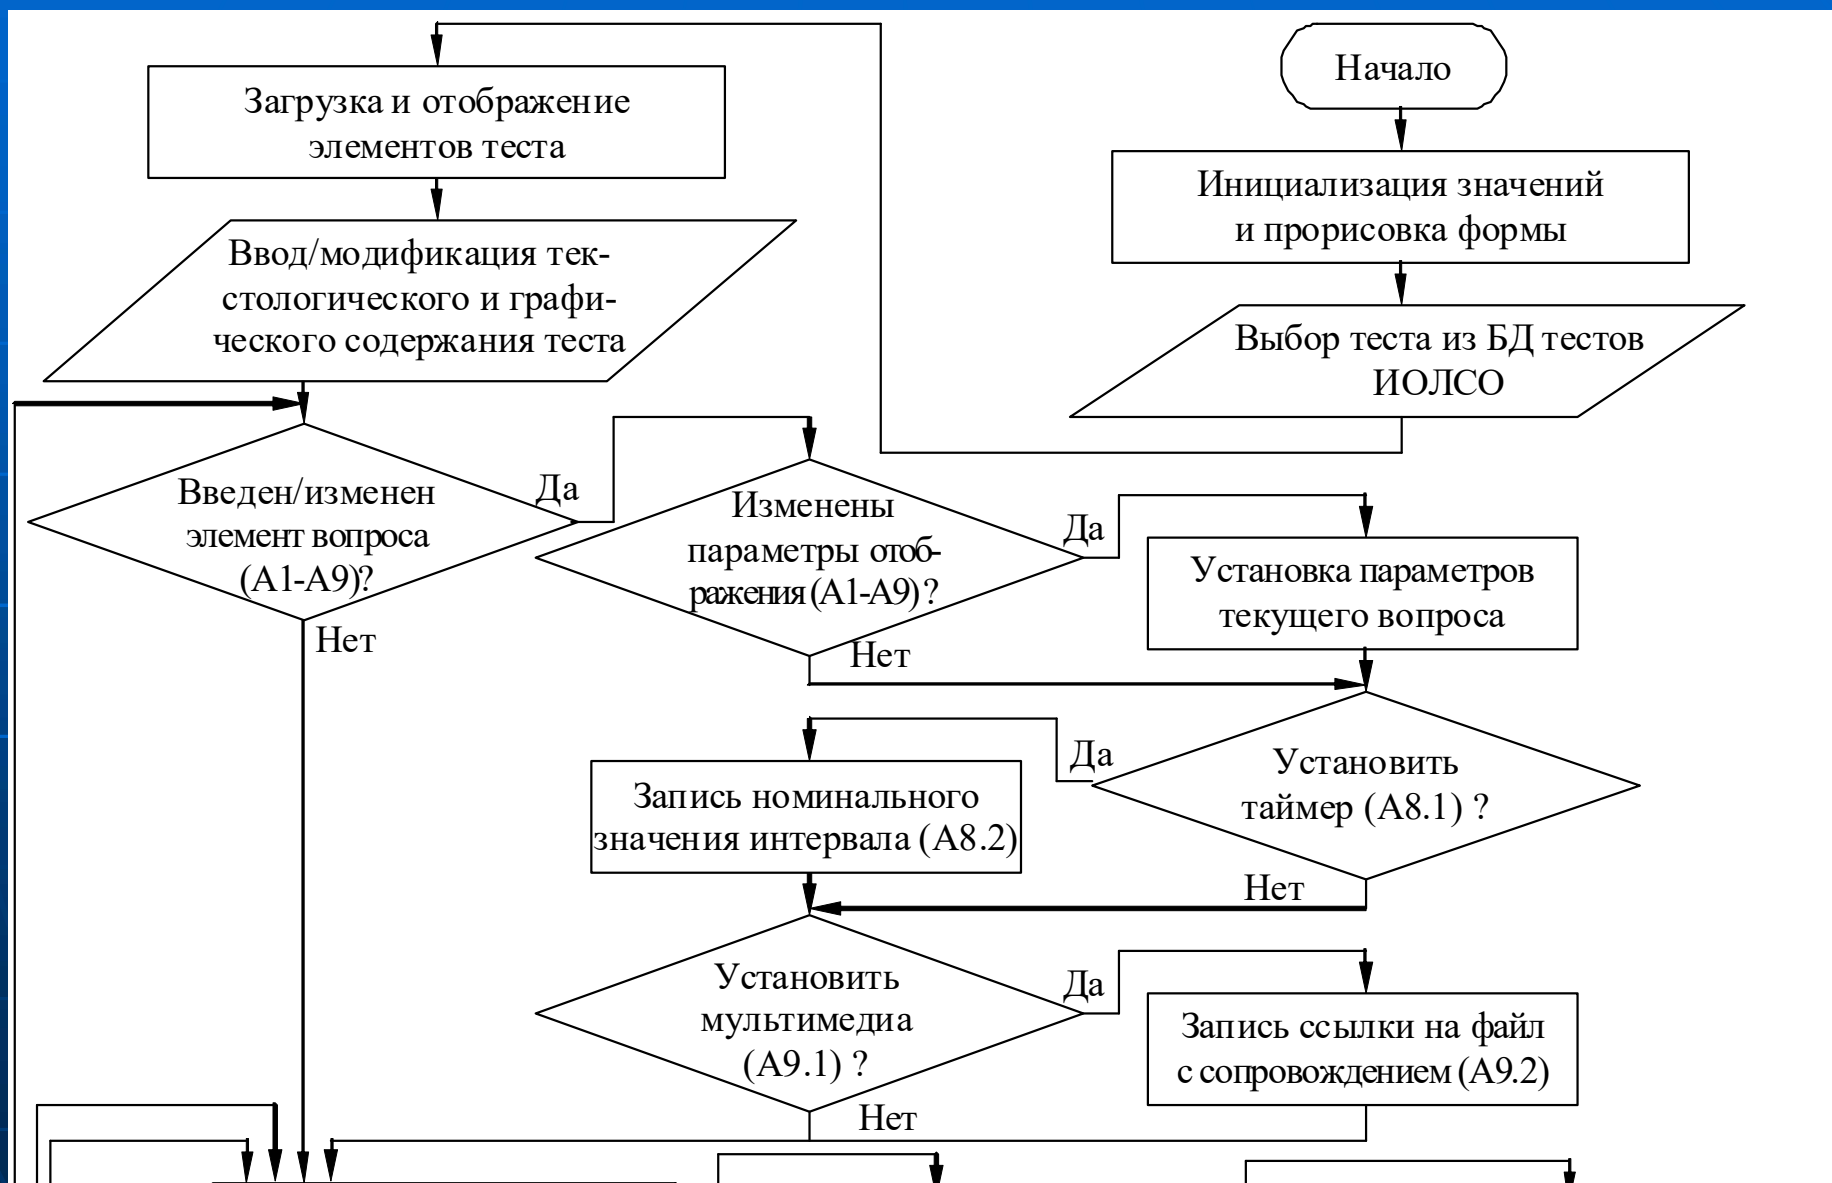 Начало
Инициализация значений
и прорисовка формы
Выбор теста из БД тестов
ИОЛСО
Загрузка и отображение
элементов теста
Ввод/модификация тек-
стологического и графи-
ческого содержания теста
Введен/изменен
элемент вопроса
(А1-А9)?
Да
Нет
Изменены
параметры отоб-
ражения (А1-А9) ?
Да
Нет
Установка параметров
текущего вопроса
Установить
таймер (А8.1) ?
Да
Нет
Запись номинального
значения интервала (А8.2)
Установить
мультимедиа
(А9.1) ?
Да
Нет
Запись ссылки на файл
с сопровождением (А9.2)